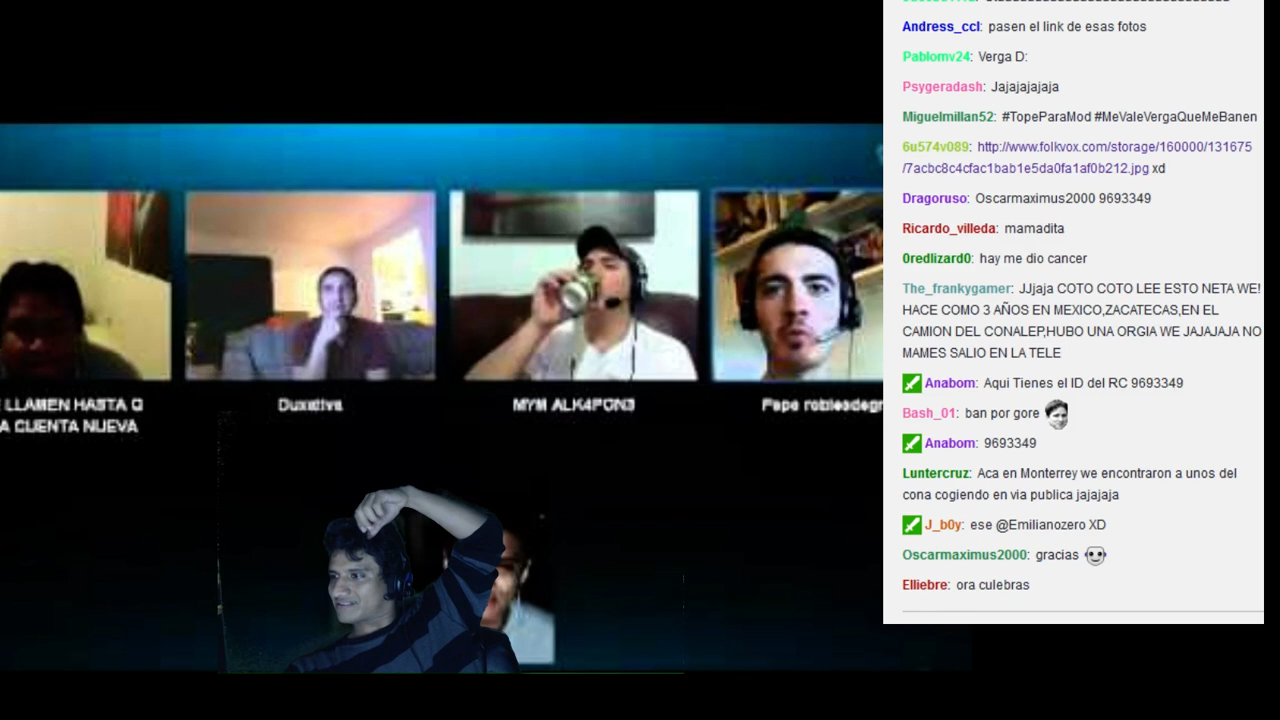 Andress_ccl: pasen el link de esas fotos
Pablomv24: Verga D:
Psygeradash: Jajajajajaja
Miguelmillan52: #TopeParaMod #MeValeVergaQueMeBanen
6u574v089: http://www.folkvox.com/storage/160000/131675
/7acbc8c4cfac1bab1e5da0fa1af0b212.jpg xd
Dragoruso: Oscarmaximus2000 9693349
Ricardo_villeda: mamadita
0redlizard0: hay me dio cancer
The_frankygamer: JJjaja COTO COTO LEE ESTO NETA WE!
HACE COMO 3 AÑOS EN MEXICO,ZACATECAS,EN EL
CAMION DEL CONALEP,HUBO UNA ORGIA WE JAJAJAJA NO
MAMES SALIO EN LA TELE
Anabom: Aqui Tienes el ID del RC 9693349
Bash_01: ban por gore
Anabom: 9693349
Luntercruz: Aca en Monterrey we encontraron a unos del
cona cogiendo en via publica jajajaja
J_b0y: ese @Emilianozero XD
Oscarmaximus2000: gracias
Elliebre: ora culebras
LLAMEN HASTA Q
A CUENTA NUEVA
Duxativa
MYM ALK4PON3
Pepe roblesdegr